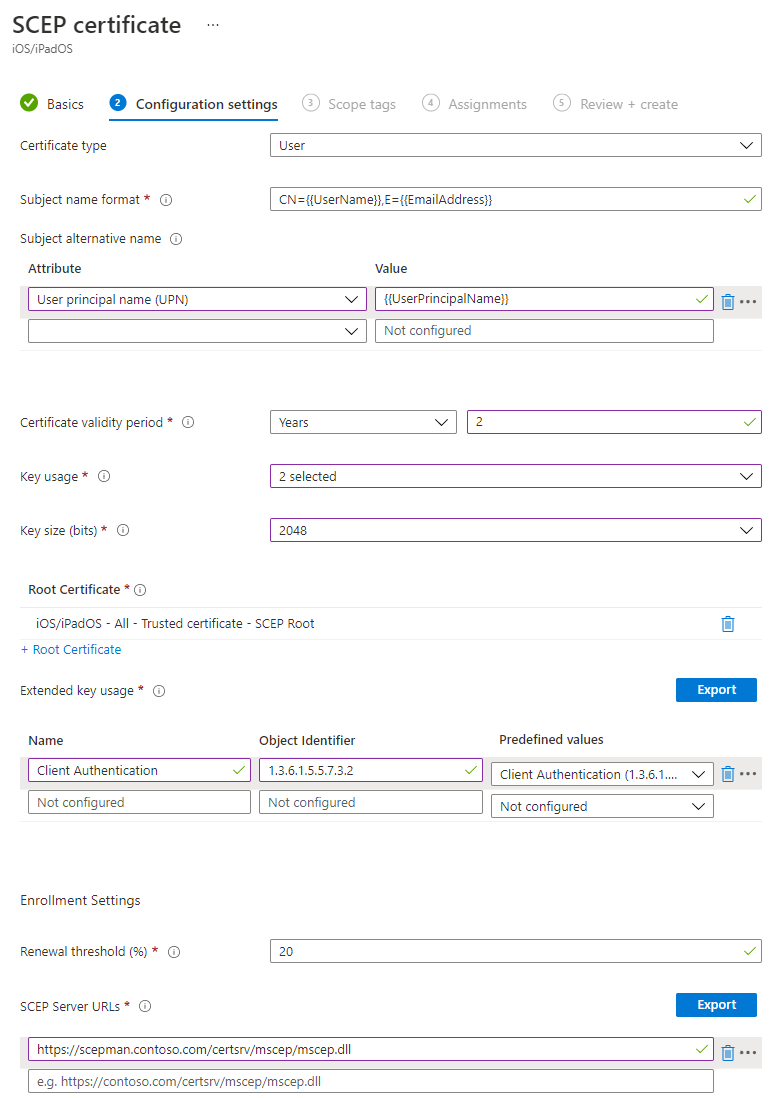 SCEP certificate ...
iOS/iPadOS
Basics 2 Configuration settings 3 Scope tags 4 Assignments 5 Review + create
Certificate type User
Subject name format * CN={{UserName}},E={{EmailAddress}}
Subject alternative name
Attribute Value
User principal name (UPN) {{UserPrincipalName}}
Not configured
Certificate validity period * Years 2
Key usage * 2 selected
Key size (bits) * 2048
Root Certificate *
iOS/iPadOS - All - Trusted certificate - SCEP Root
+ Root Certificate
Extended key usage * Export
Name Object Identifier Predefined values
Client Authentication 1.3.6.1.5.5.7.3.2 Client Authentication (1.3.6.1....
Not configured Not configured Not configured
Enrollment Settings
Renewal threshold (%) * 20
SCEP Server URLs * Export
https://scepman.contoso.com/certsrv/mscep/mscep.dll
e.g. https://contoso.com/certsrv/mscep/mscep.dll